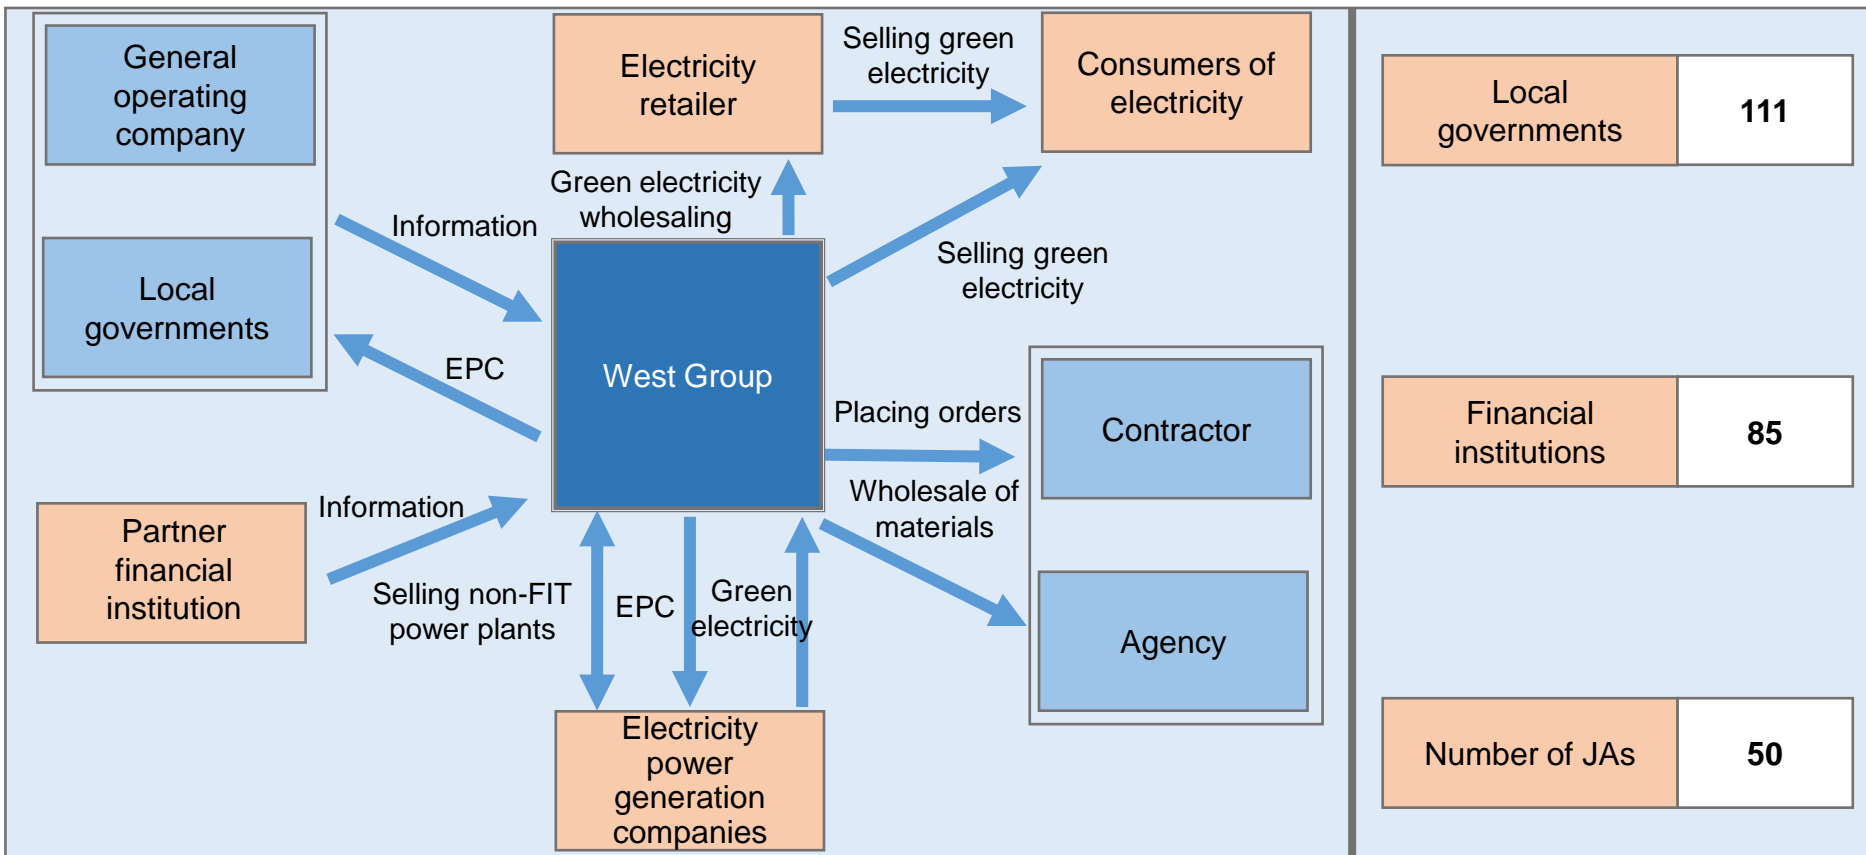 General
operating
company
Local
governments
Partner
financial
institution
Information
EPC
Information
Electricity
retailer
Green electricity
wholesaling
West Group
Selling non-FIT
power plants
EPC
Green
electricity
Electricity
power
generation
companies
Selling green
electricity
Consumers of
electricity
Selling green
electricity
Placing orders
Wholesale of
materials
Contractor
Agency
Local
governments
111
Financial
institutions
85
Number of JAs
50